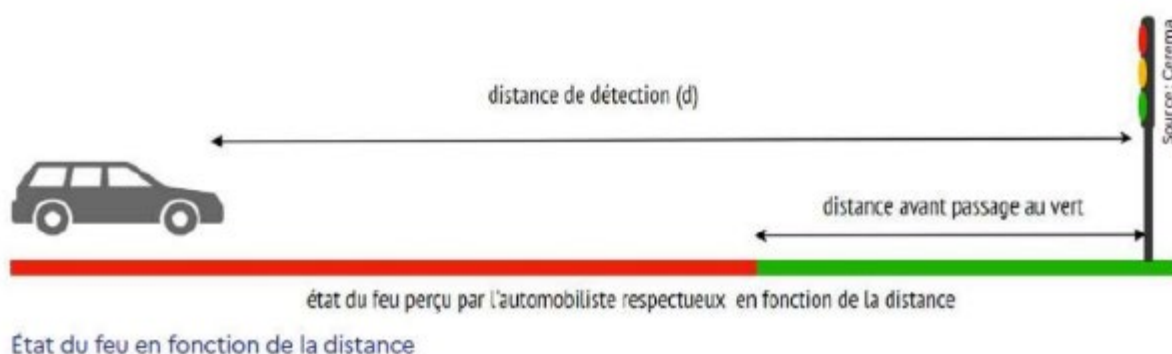 Source: Cerema
distance de détection (d)
distance avant passage au vert
état du feu perçu par l'automobiliste respectueux en fonction de la distance
État du feu en fonction de la distance